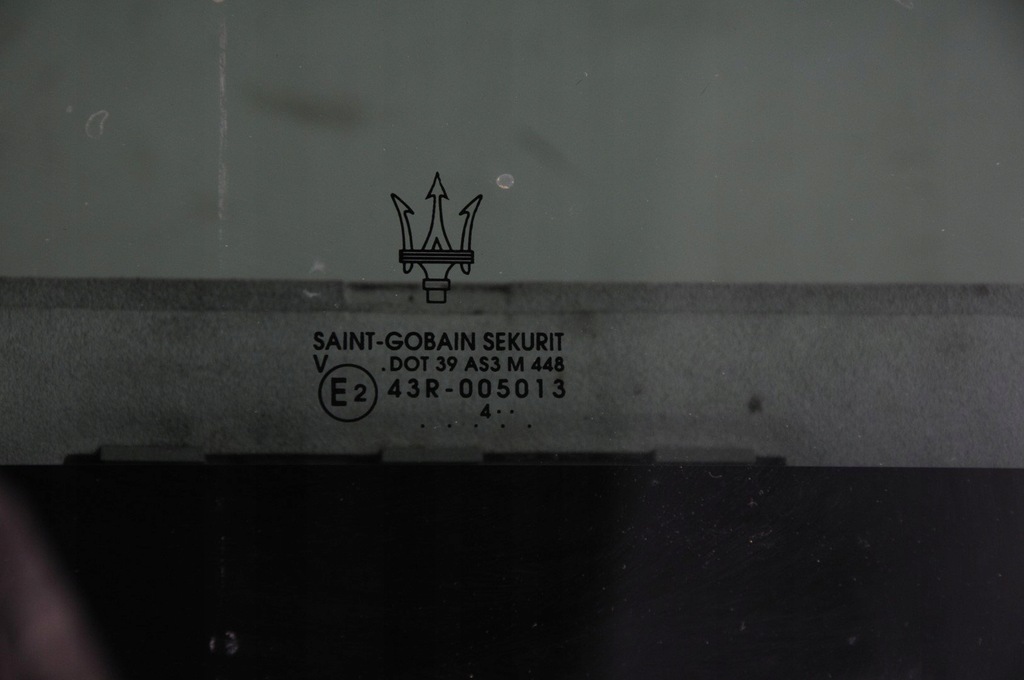 SAINT-GOBAIN SEKURIT
V .DOT 39 AS3 M 448
E2 43R-005013
4··
. . . . .